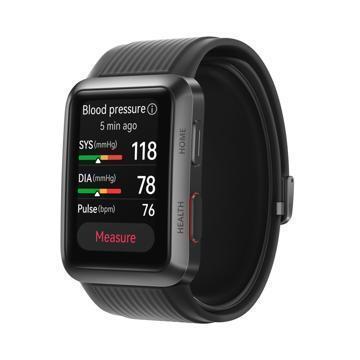 Blood pressure ⓘ
5 min ago
SYS(mmHg) 118
DIA(mmHg) 78
Pulse(bpm) 76
Measure
HOME
HEALTH